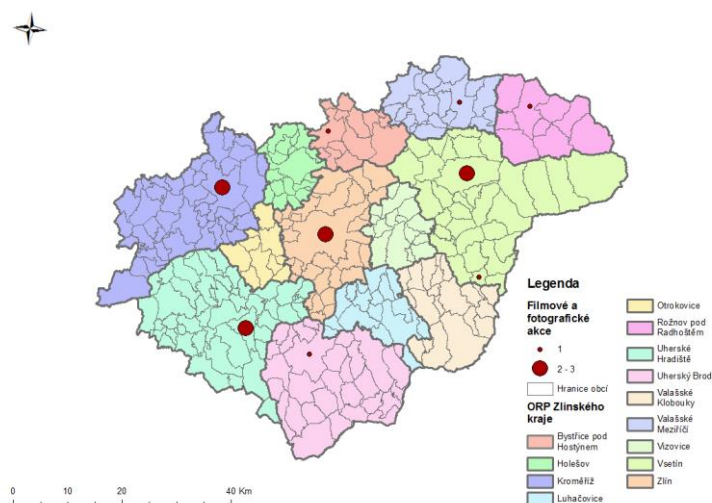 Legenda
Filmové a
fotografické
akce
1
2 - 3
Hranice obcí
ORP Zlínského
kraje
Bystřice pod
Hostýnem
Holešov
Kroměříž
Luhačovice
Otrokovice
Rožnov pod
Radhoštěm
Uherské
Hradiště
Uherský Brod
Valašské
Klobouky
Valašské
Meziříčí
Vizovice
Vsetín
Zlín
0 10 20 40 Km